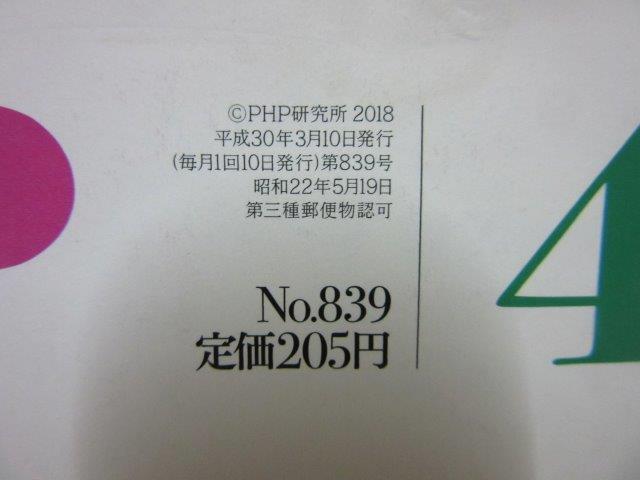 ©PHP研究所 2018
平成30年3月10日発行
(毎月1回10日発行)第839号
昭和22年5月19日
第三種郵便物認可
No.839
定価205円
4